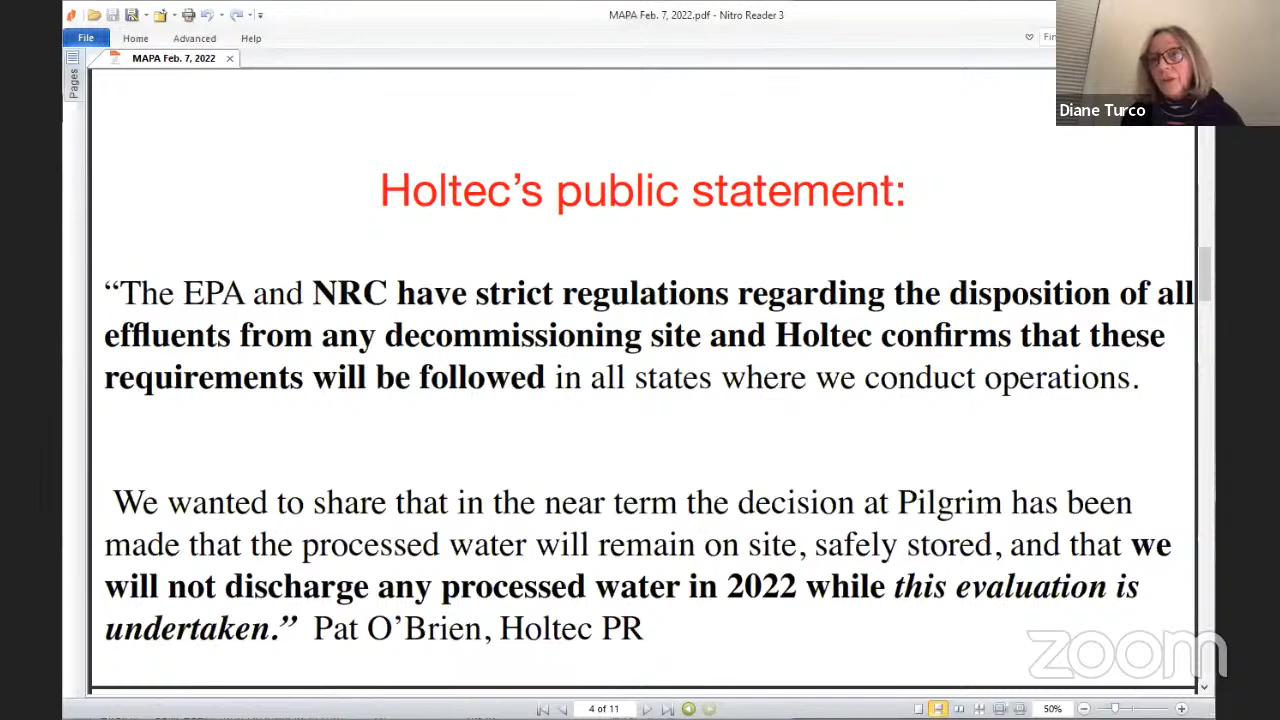 MAPA Feb. 7, 2022.pdf - Nitro Reader 3
File Home Advanced Help
MAPA Feb. 7, 2022
Pages
Diane Turco
Holtec’s public statement:
“The EPA and NRC have strict regulations regarding the disposition of all
effluents from any decommissioning site and Holtec confirms that these
requirements will be followed in all states where we conduct operations.
We wanted to share that in the near term the decision at Pilgrim has been
made that the processed water will remain on site, safely stored, and that we
will not discharge any processed water in 2022 while this evaluation is
undertaken.” Pat O’Brien, Holtec PR
zoom
4 of 11
50%